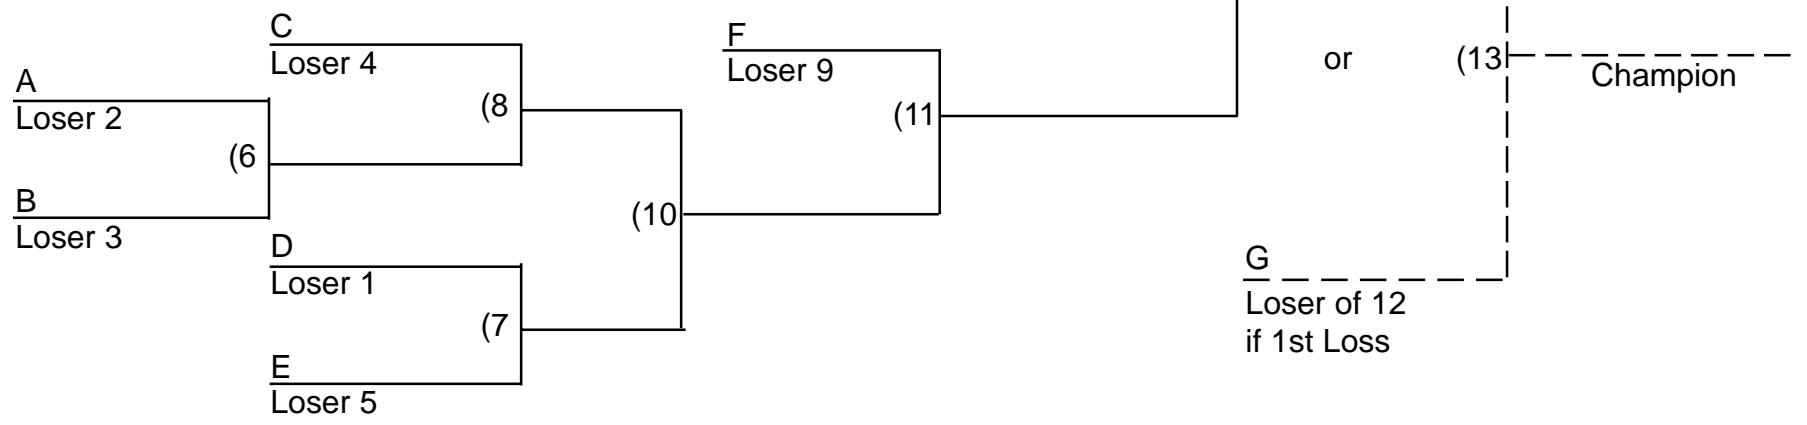 C
Loser 4
A
Loser 2
(8
(6
B
Loser 3
D
Loser 1
(10
(7
E
Loser 5
F
Loser 9
(11
or
(13
Champion
G
Loser of 12
if 1st Loss